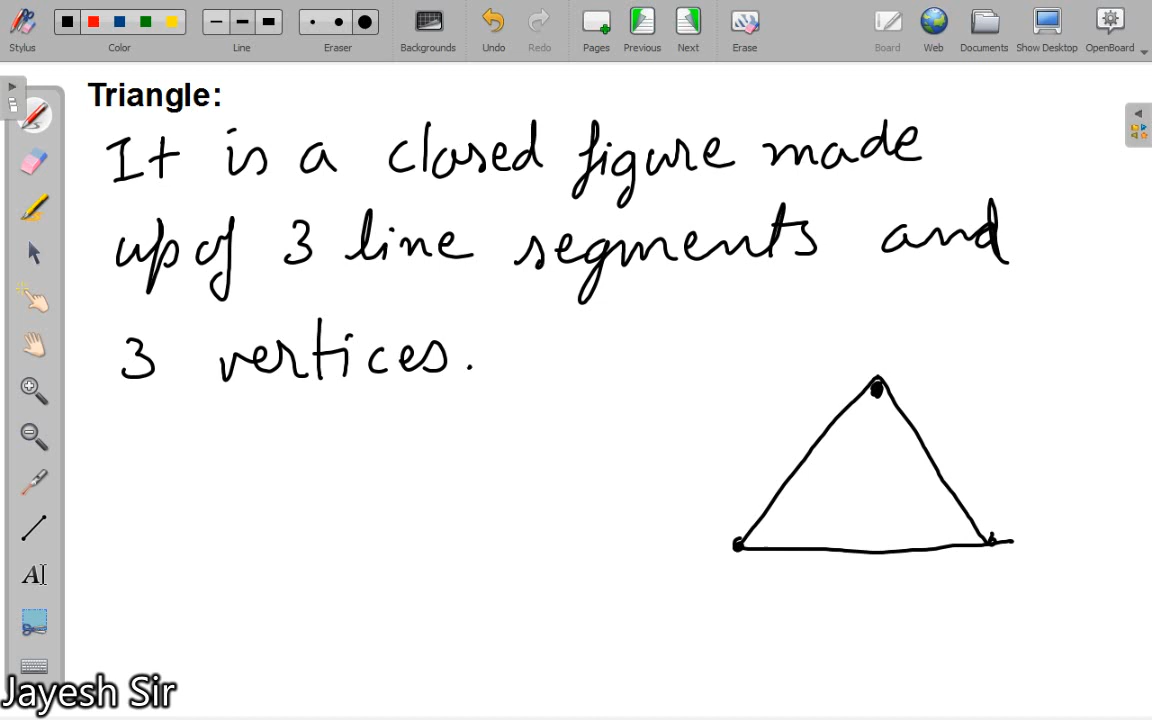 Stylus
Color
Line
Eraser
Backgrounds
Undo
Redo
Pages
Previous
Next
Erase
Board
Web
Documents
Show Desktop
OpenBoard
Triangle:
It is a closed figure made
up of 3 line segments and
3 vertices.
A
Jayesh Sir